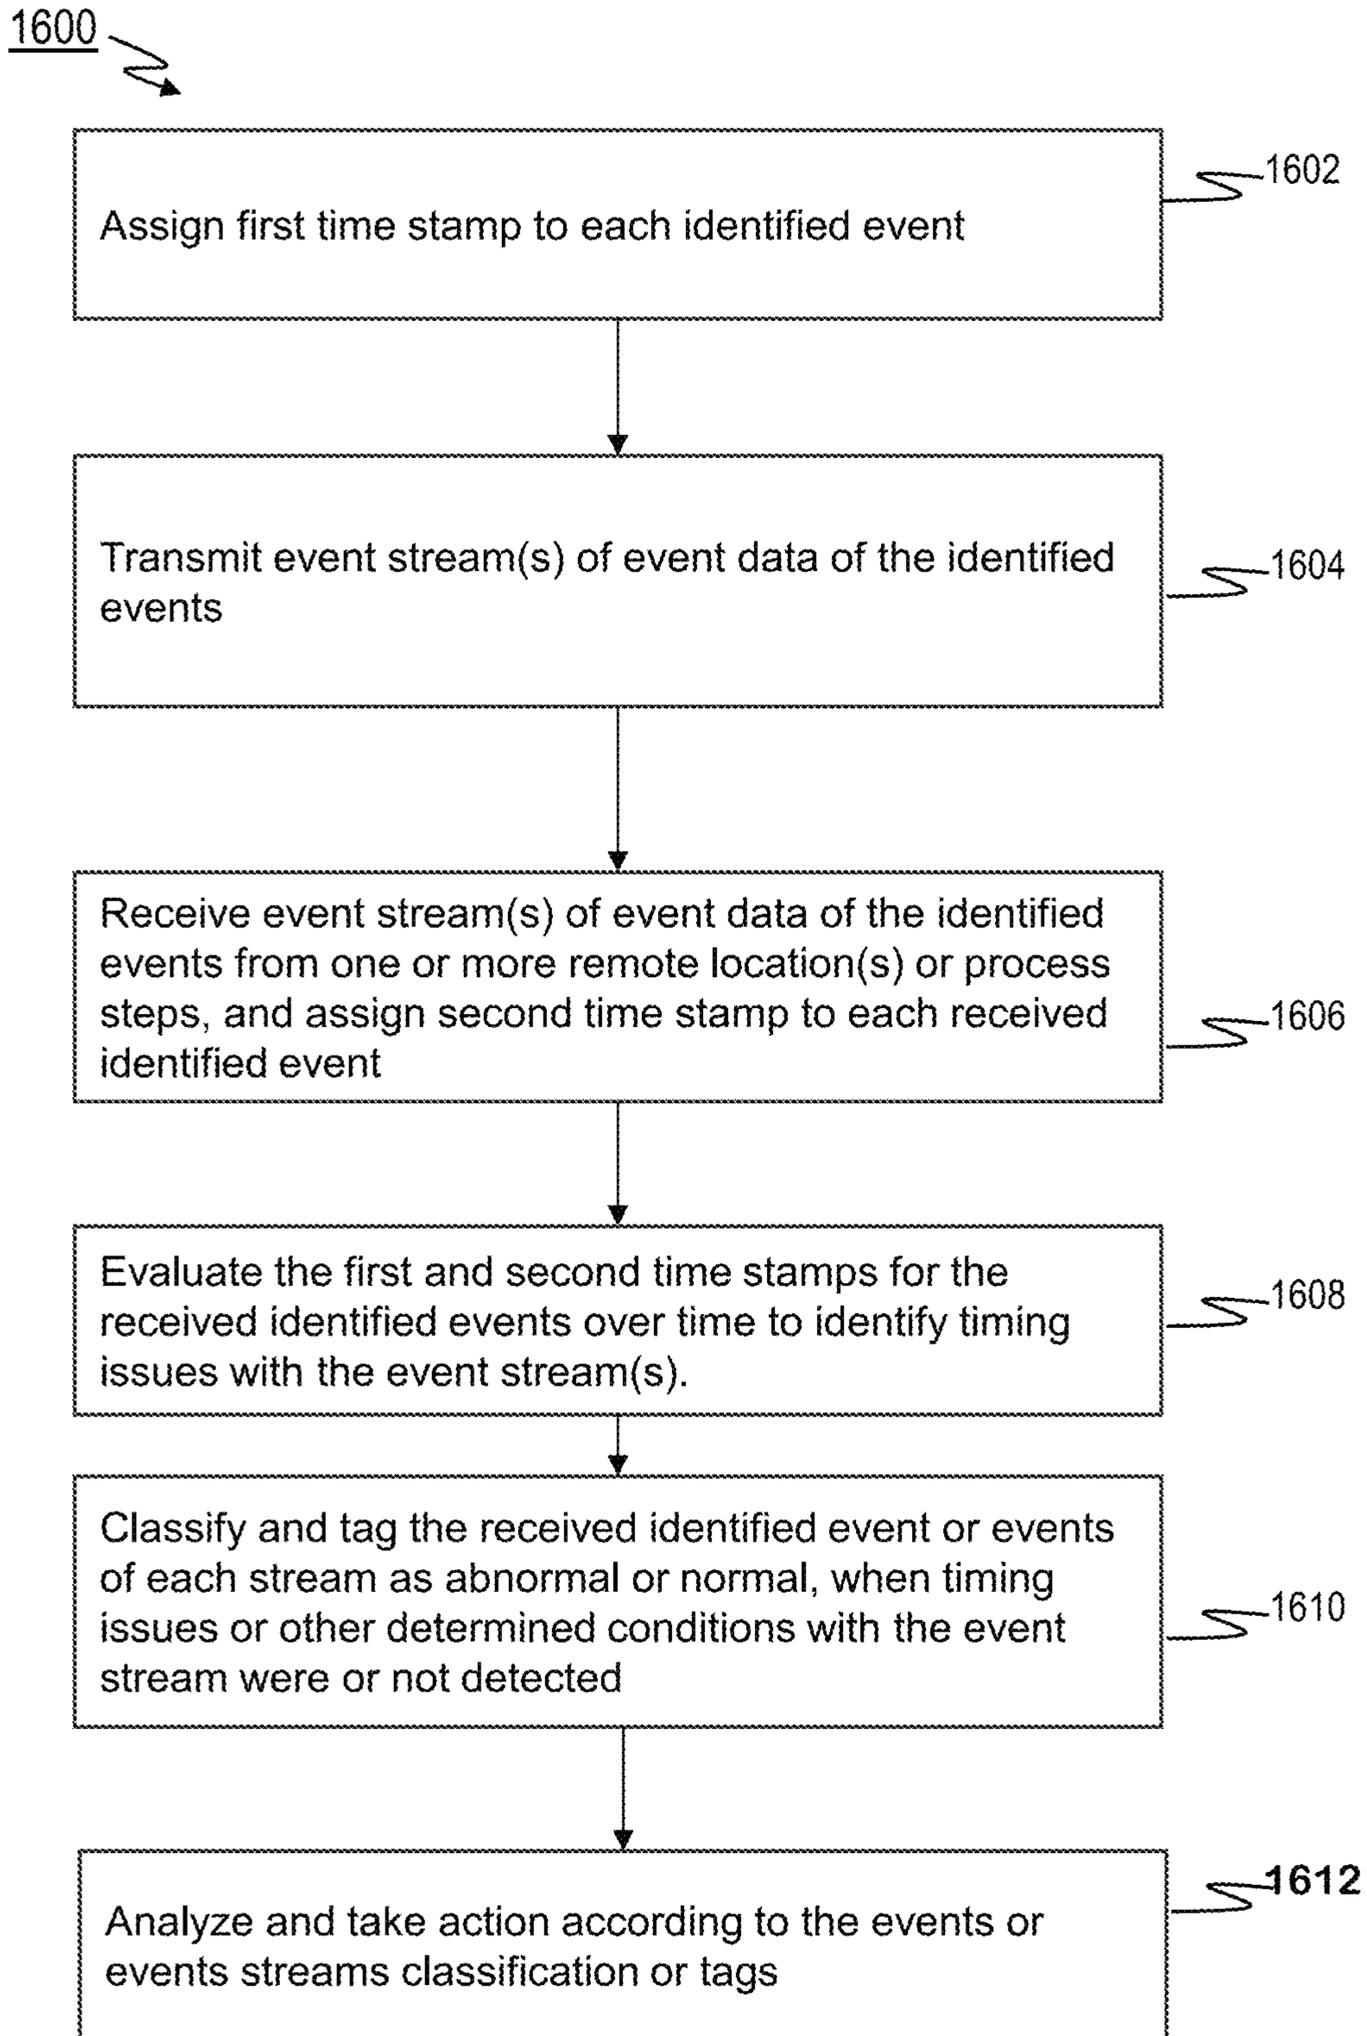 1600
1602
Assign first time stamp to each identified event
Transmit event stream(s) of event data of the identified
events
1604
Receive event stream(s) of event data of the identified
events from one or more remote location(s) or process
steps, and assign second time stamp to each received
identified event
1606
Evaluate the first and second time stamps for the
received identified events over time to identify timing
issues with the event stream(s).
1608
Classify and tag the received identified event or events
of each stream as abnormal or normal, when timing
issues or other determined conditions with the event
stream were or not detected
1610
1612
Analyze and take action according to the events or
events streams classification or tags